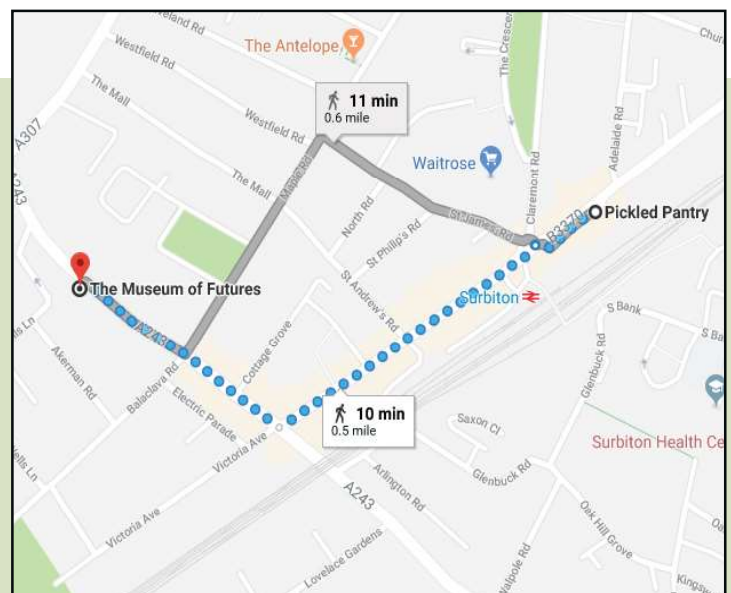 Westfield Rd
The Antelope
The Mall
The Crescen
Adelaide Rd
A307
A243
11 min
0.6 mile
Westfield Rd
Maple Rd
The Mall
Waitrose
Claremont Rd
North Rd
St James Rd
St Philip's Rd
B3370
Pickled Pantry
The Museum of Futures
St Andrew's Rd
Surbiton
S Bank
S Ba
A243
Akerman Rd
Balaclava Rd
Cottage Grove
Electric Parade
Glenbuck Rd
10 min
0.5 mile
Victoria Ave
Saxon Cl
Surbiton Health Ce
Glenbuck Rd
Arlington Rd
A243
Victoria Ave
Oak Hill Grove
Lovelace Gardens
Walpole Rd
Kingsw